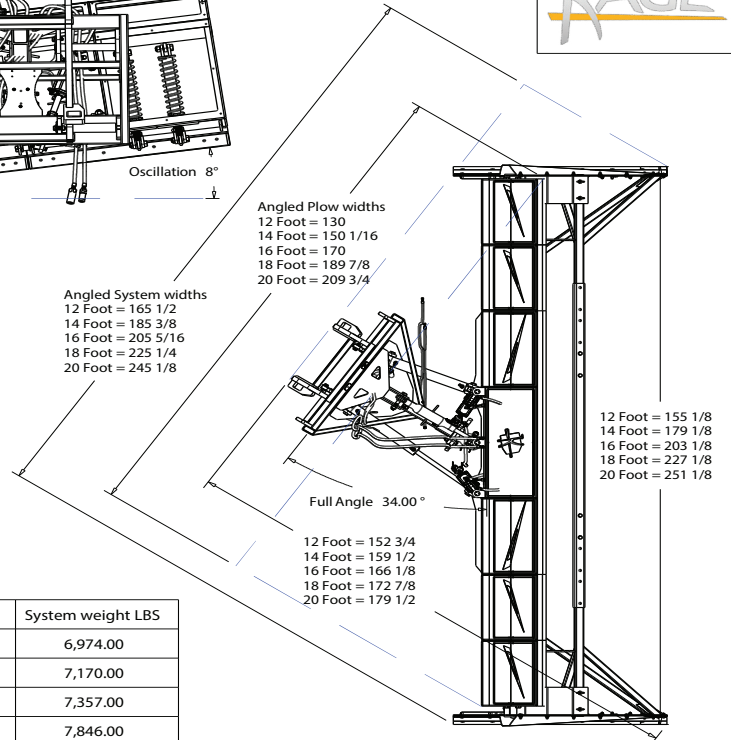 RAGE
Oscillation 8°
Angled Plow widths
12 Foot = 130
14 Foot = 150 1/16
16 Foot = 170
18 Foot = 189 7/8
20 Foot = 209 3/4
Angled System widths
12 Foot = 165 1/2
14 Foot = 185 3/8
16 Foot = 205 5/16
18 Foot = 225 1/4
20 Foot = 245 1/8
12 Foot = 155 1/8
14 Foot = 179 1/8
16 Foot = 203 1/8
18 Foot = 227 1/8
20 Foot = 251 1/8
Full Angle 34.00 °
12 Foot = 152 3/4
14 Foot = 159 1/2
16 Foot = 166 1/8
18 Foot = 172 7/8
20 Foot = 179 1/2
System weight LBS
6,974.00
7,170.00
7,357.00
7,846.00